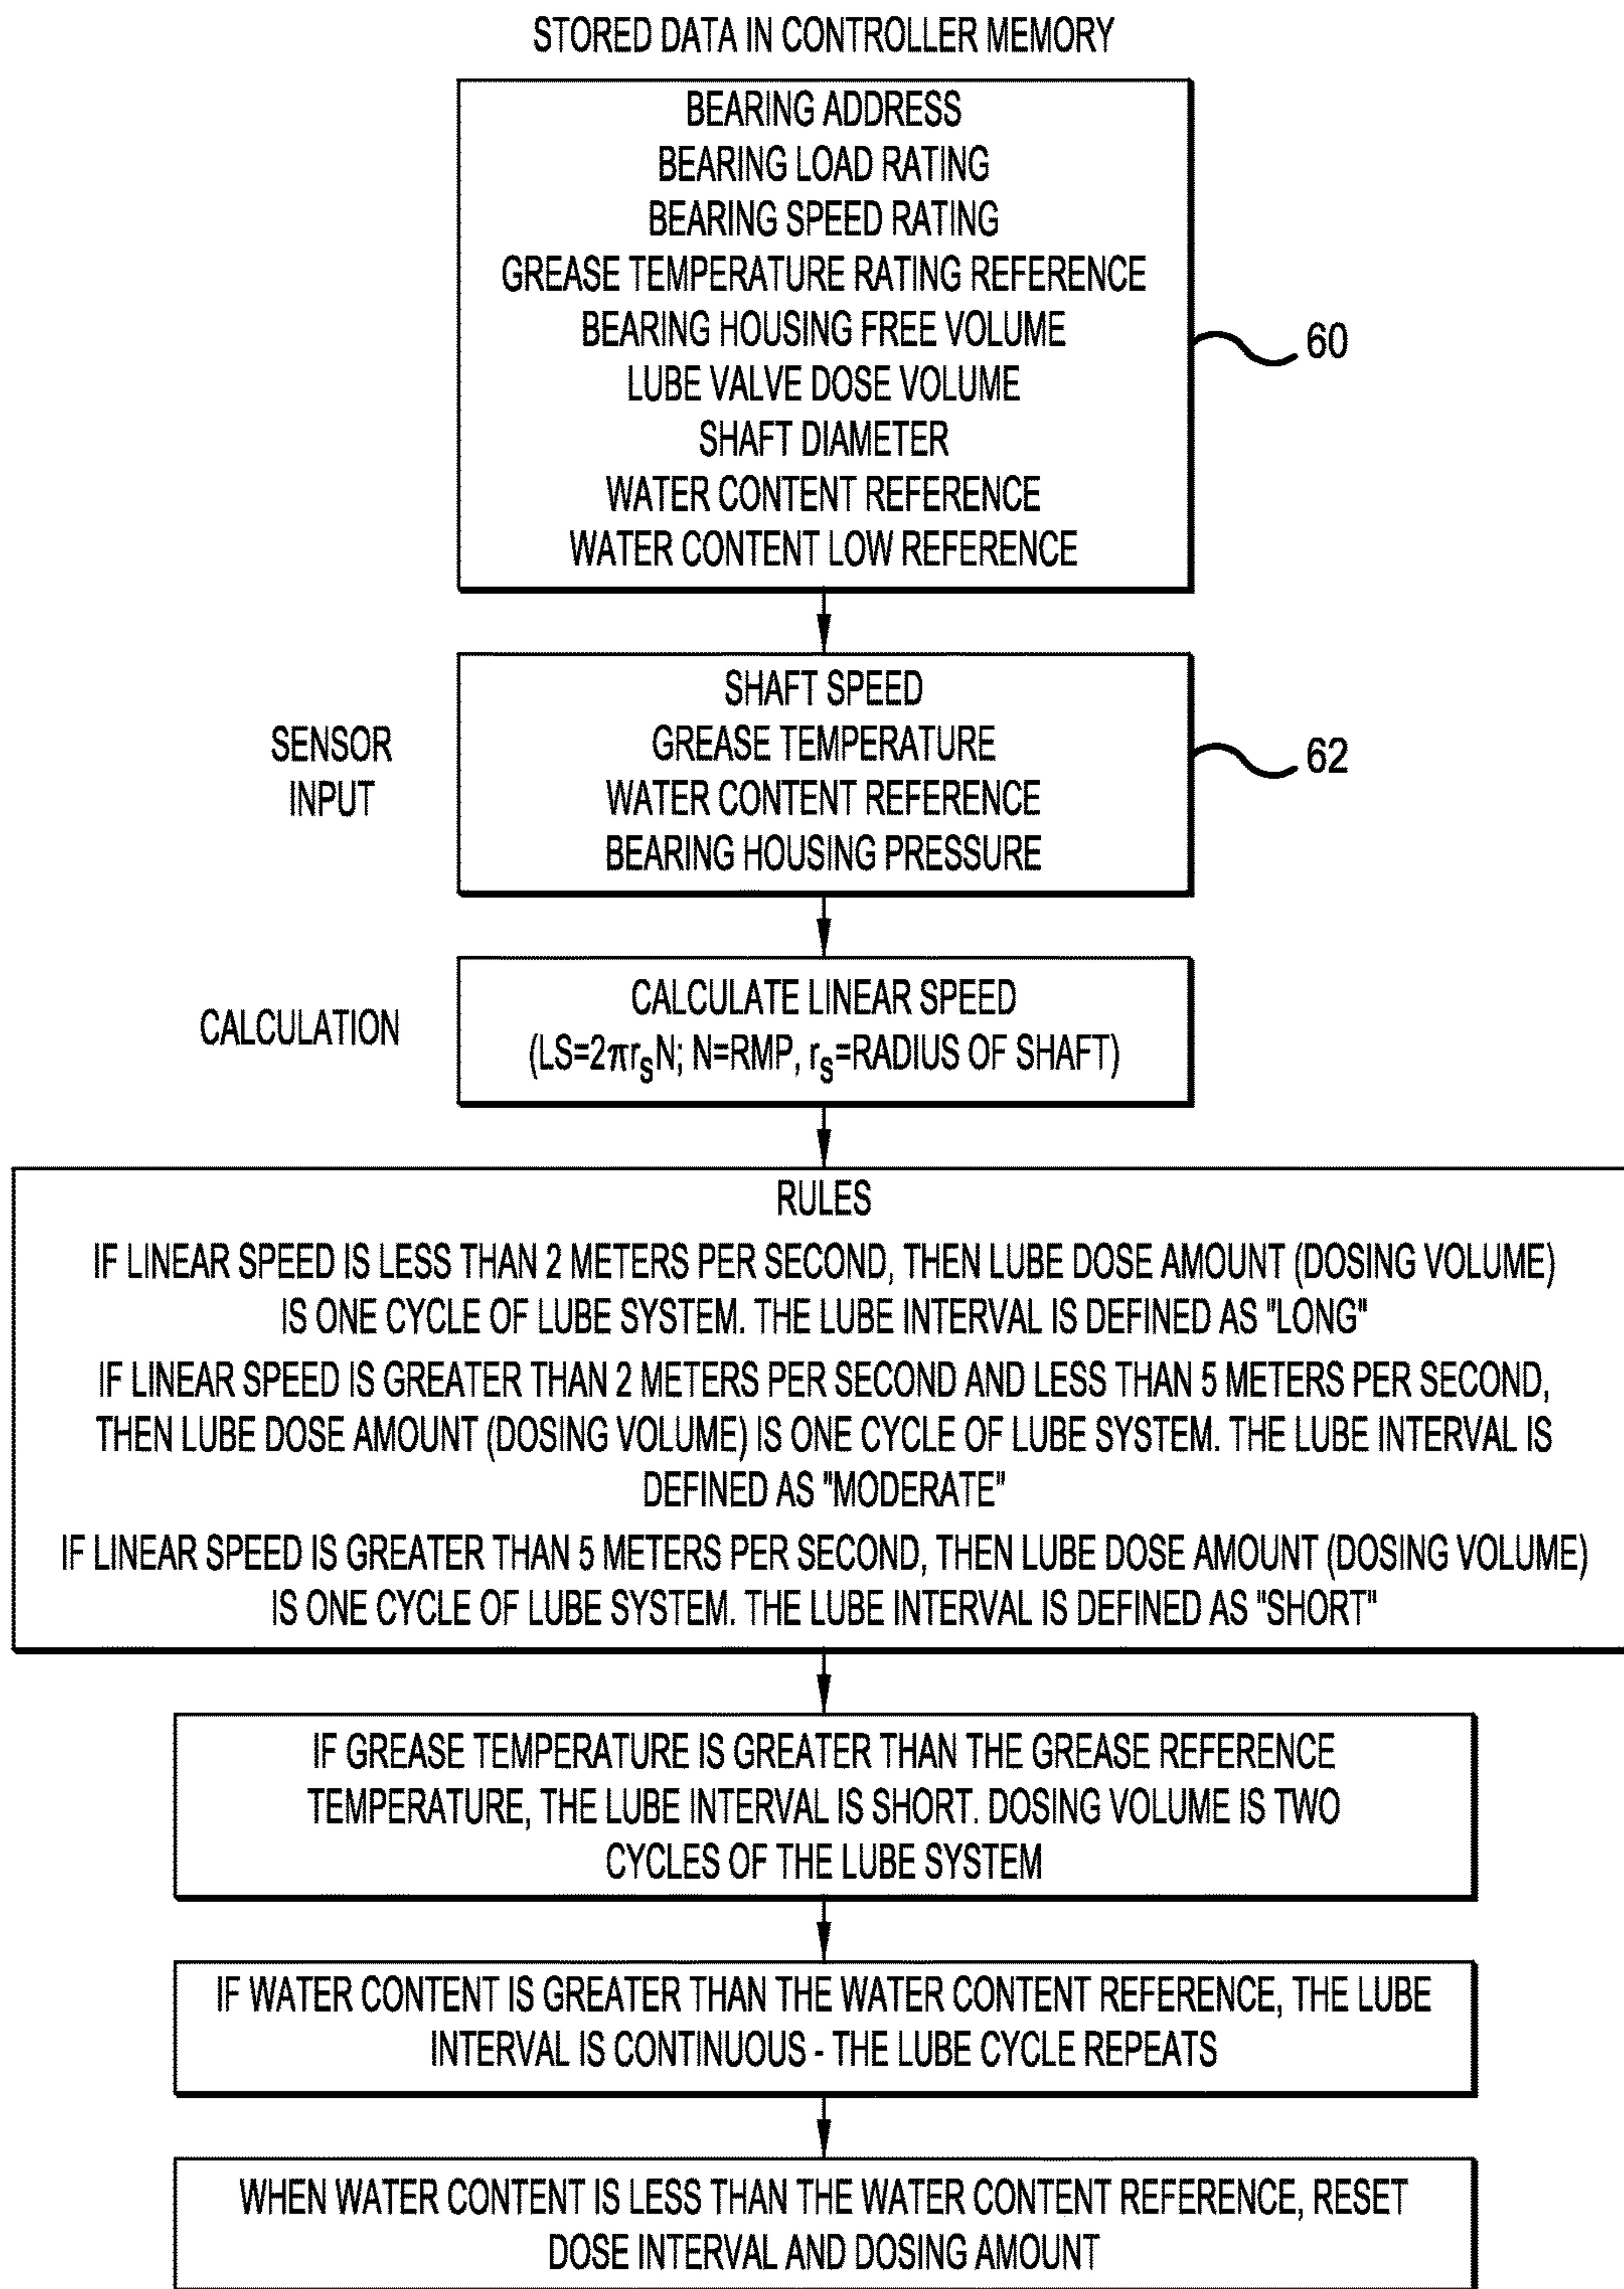 STORED DATA IN CONTROLLER MEMORY
BEARING ADDRESS
BEARING LOAD RATING
BEARING SPEED RATING
GREASE TEMPERATURE RATING REFERENCE
BEARING HOUSING FREE VOLUME
LUBE VALVE DOSE VOLUME
SHAFT DIAMETER
WATER CONTENT REFERENCE
WATER CONTENT LOW REFERENCE
60
SENSOR
INPUT
SHAFT SPEED
GREASE TEMPERATURE
WATER CONTENT REFERENCE
BEARING HOUSING PRESSURE
62
CALCULATION
CALCULATE LINEAR SPEED
(LS=2πrsN; N=RMP, rs=RADIUS OF SHAFT)
RULES
IF LINEAR SPEED IS LESS THAN 2 METERS PER SECOND, THEN LUBE DOSE AMOUNT (DOSING VOLUME)
IS ONE CYCLE OF LUBE SYSTEM. THE LUBE INTERVAL IS DEFINED AS "LONG"
IF LINEAR SPEED IS GREATER THAN 2 METERS PER SECOND AND LESS THAN 5 METERS PER SECOND,
THEN LUBE DOSE AMOUNT (DOSING VOLUME) IS ONE CYCLE OF LUBE SYSTEM. THE LUBE INTERVAL IS
DEFINED AS "MODERATE"
IF LINEAR SPEED IS GREATER THAN 5 METERS PER SECOND, THEN LUBE DOSE AMOUNT (DOSING VOLUME)
IS ONE CYCLE OF LUBE SYSTEM. THE LUBE INTERVAL IS DEFINED AS "SHORT"
IF GREASE TEMPERATURE IS GREATER THAN THE GREASE REFERENCE
TEMPERATURE, THE LUBE INTERVAL IS SHORT. DOSING VOLUME IS TWO
CYCLES OF THE LUBE SYSTEM
IF WATER CONTENT IS GREATER THAN THE WATER CONTENT REFERENCE, THE LUBE
INTERVAL IS CONTINUOUS - THE LUBE CYCLE REPEATS
WHEN WATER CONTENT IS LESS THAN THE WATER CONTENT REFERENCE, RESET
DOSE INTERVAL AND DOSING AMOUNT